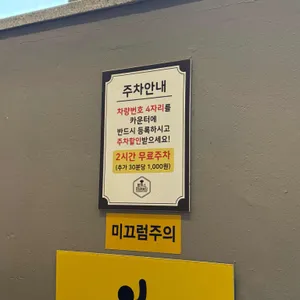 주차안내
차량번호 4자리를
카운터에
반드시 등록하시고
주차할인받으세요!
2시간 무료주차
(추가 30분당 1,000원)
미끄럼주의